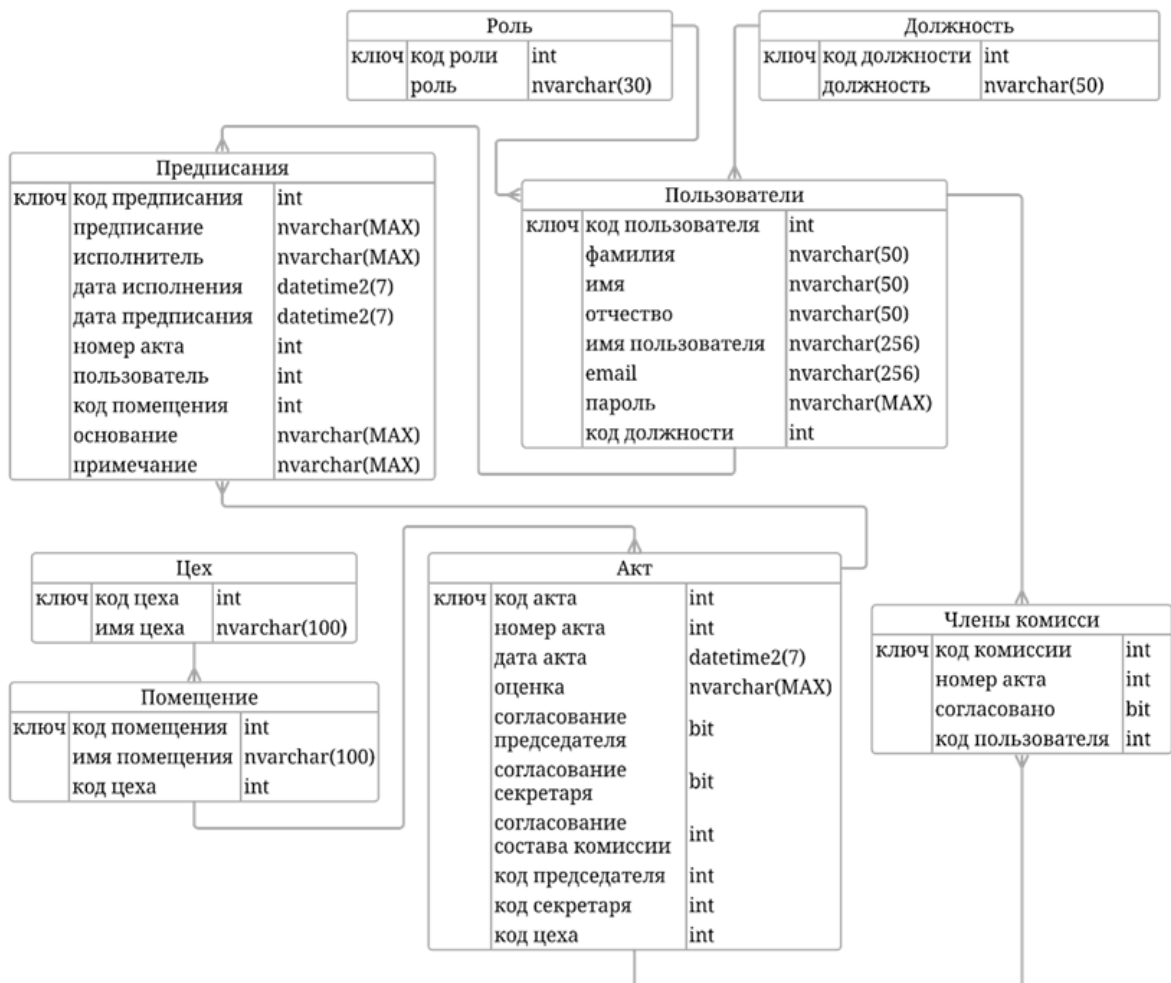 Роль
ключ код роли int
роль nvarchar(30)
Должность
ключ код должности int
должность nvarchar(50)
Предписания
ключ код предписания int
предписание nvarchar(MAX)
исполнитель nvarchar(MAX)
дата исполнения datetime2(7)
дата предписания datetime2(7)
номер акта int
пользователь int
код помещения int
основание nvarchar(MAX)
примечание nvarchar(MAX)
Пользователи
ключ код пользователя int
фамилия nvarchar(50)
имя nvarchar(50)
отчество nvarchar(50)
имя пользователя nvarchar(256)
email nvarchar(256)
пароль nvarchar(MAX)
код должности int
Цех
ключ код цеха int
имя цеха nvarchar(100)
Помещение
ключ код помещения int
имя помещения nvarchar(100)
код цеха int
Акт
ключ код акта int
номер акта int
дата акта datetime2(7)
оценка nvarchar(MAX)
согласование
председателя bit
согласование
секретаря bit
согласование
состава комиссии int
код председателя int
код секретаря int
код цеха int
Члены комисси
ключ код комиссии int
номер акта int
согласовано bit
код пользователя int